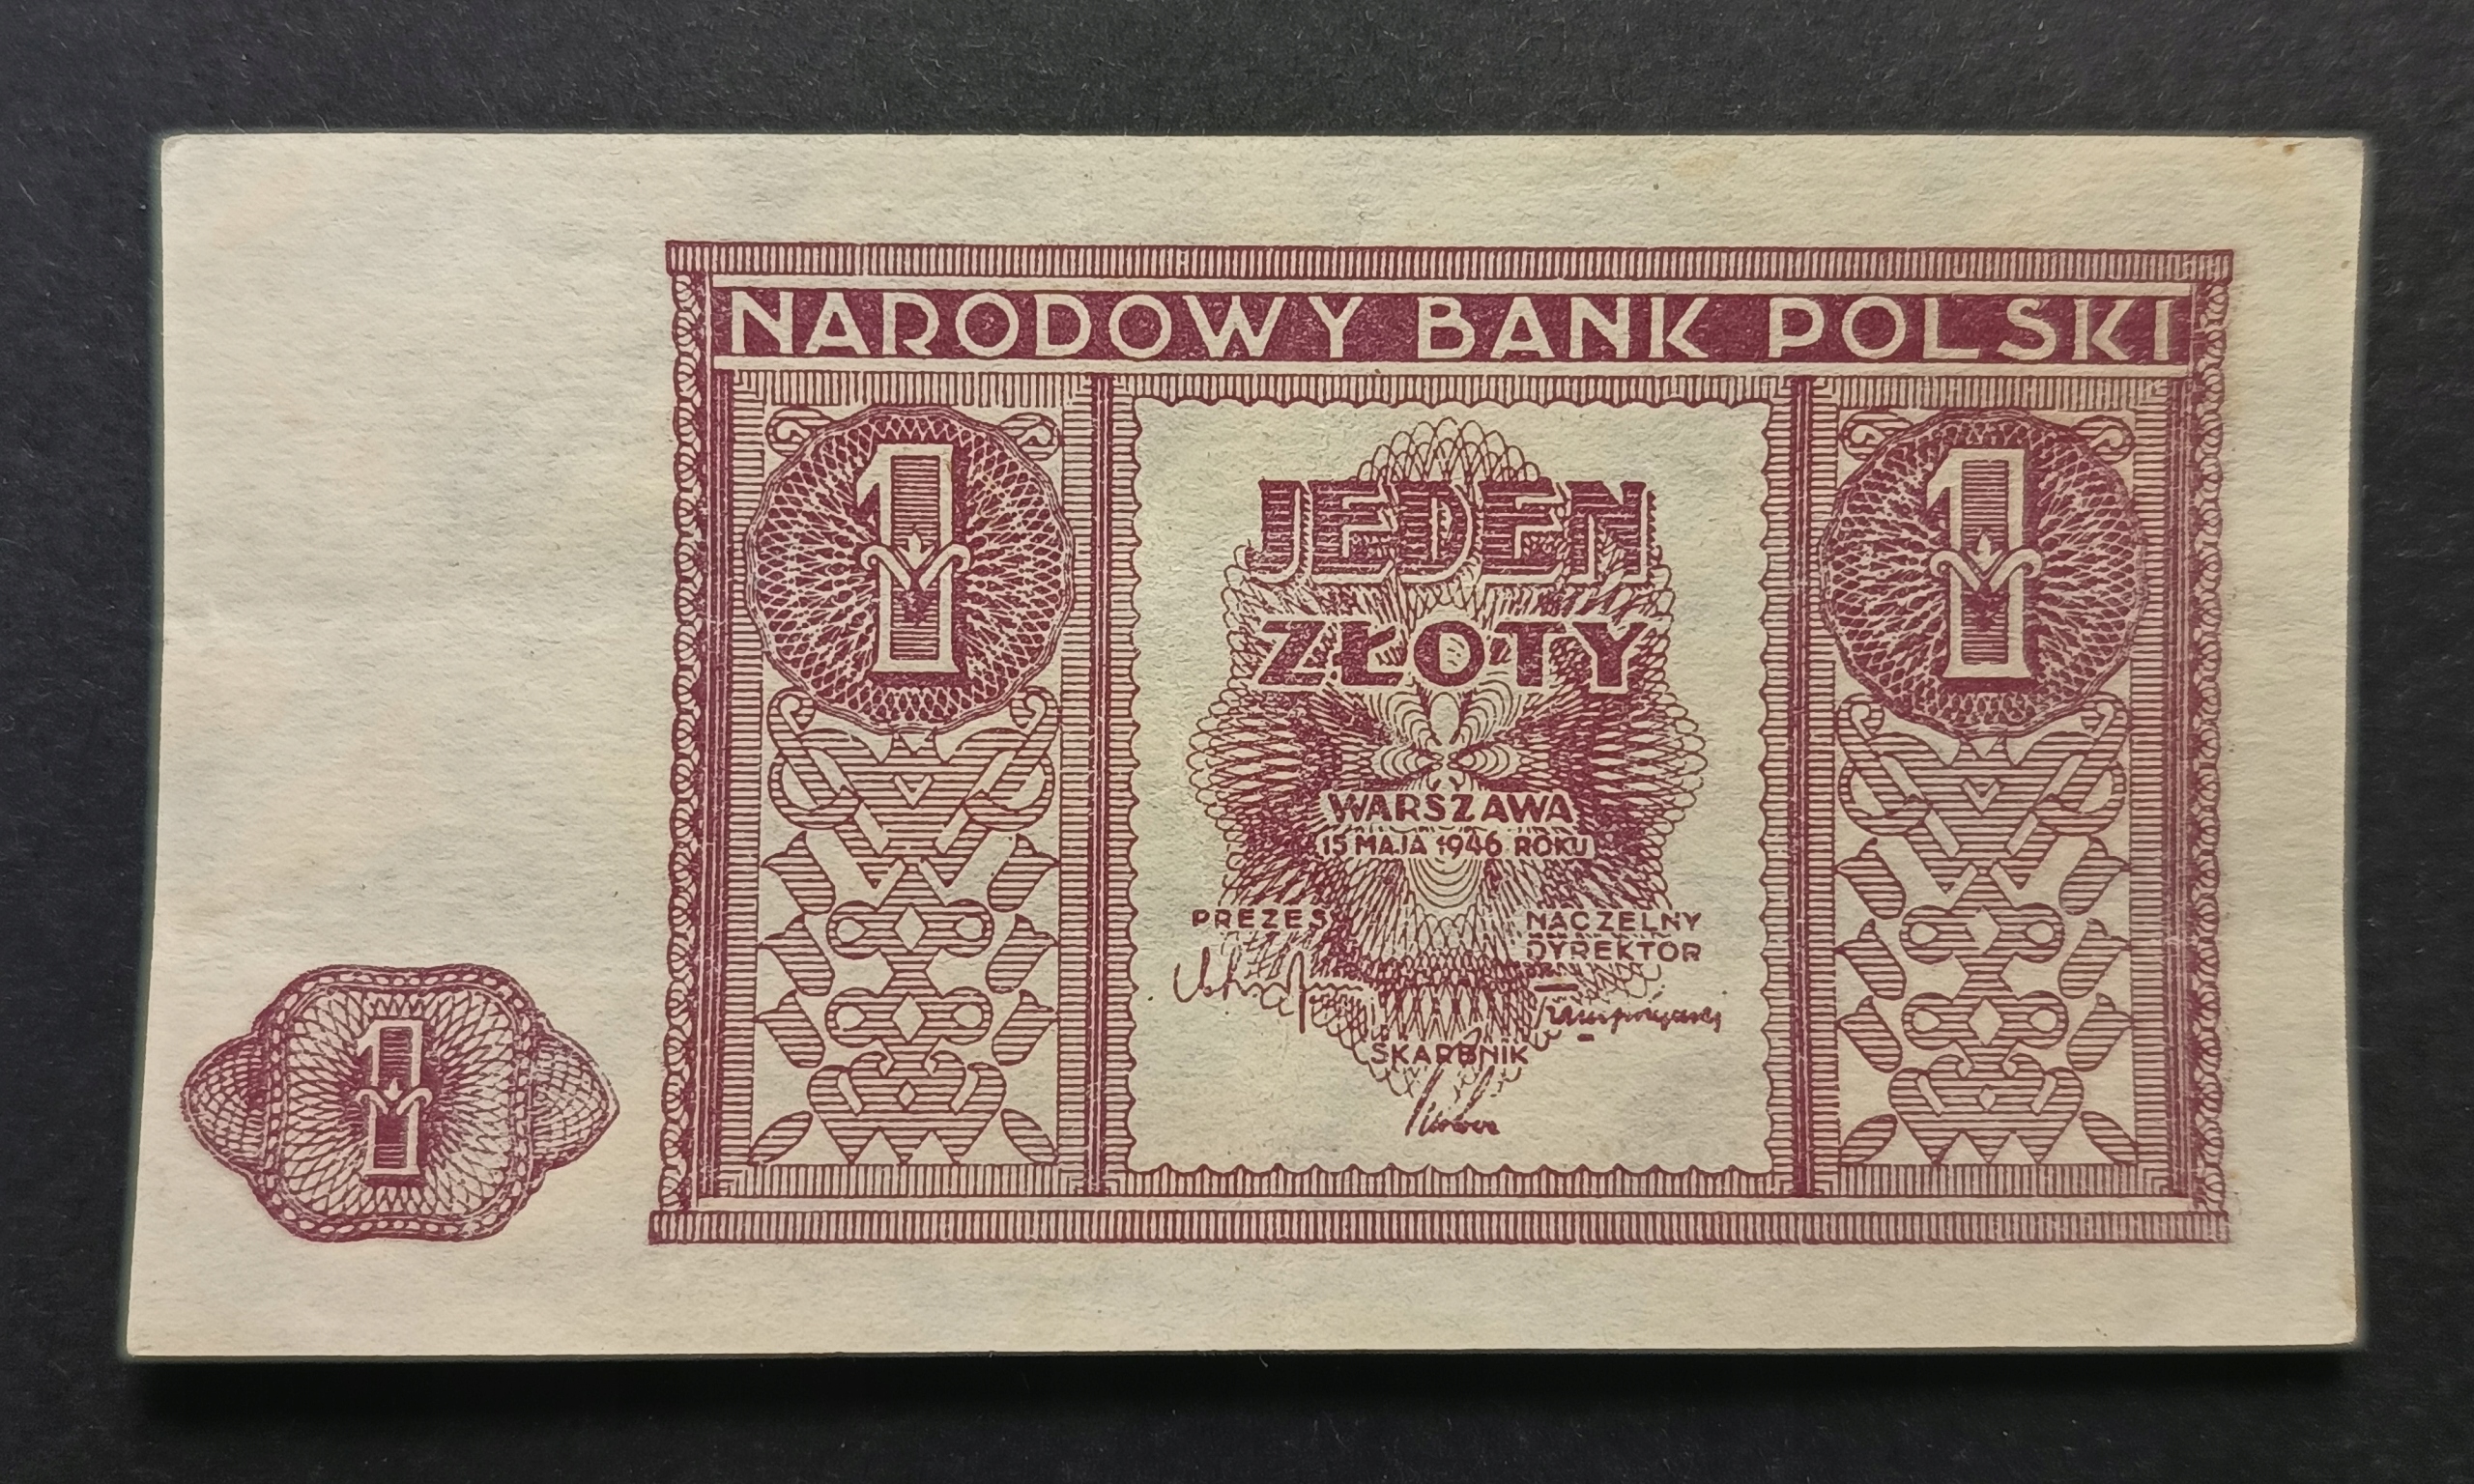 NARODOWY BANK POLSKI
1
1
JEDEN
ZŁOTY
WARSZAWA
15 MAJA 1946 ROKU
PREZES
NACZELNY
DYREKTOR
SKARBNIK
1